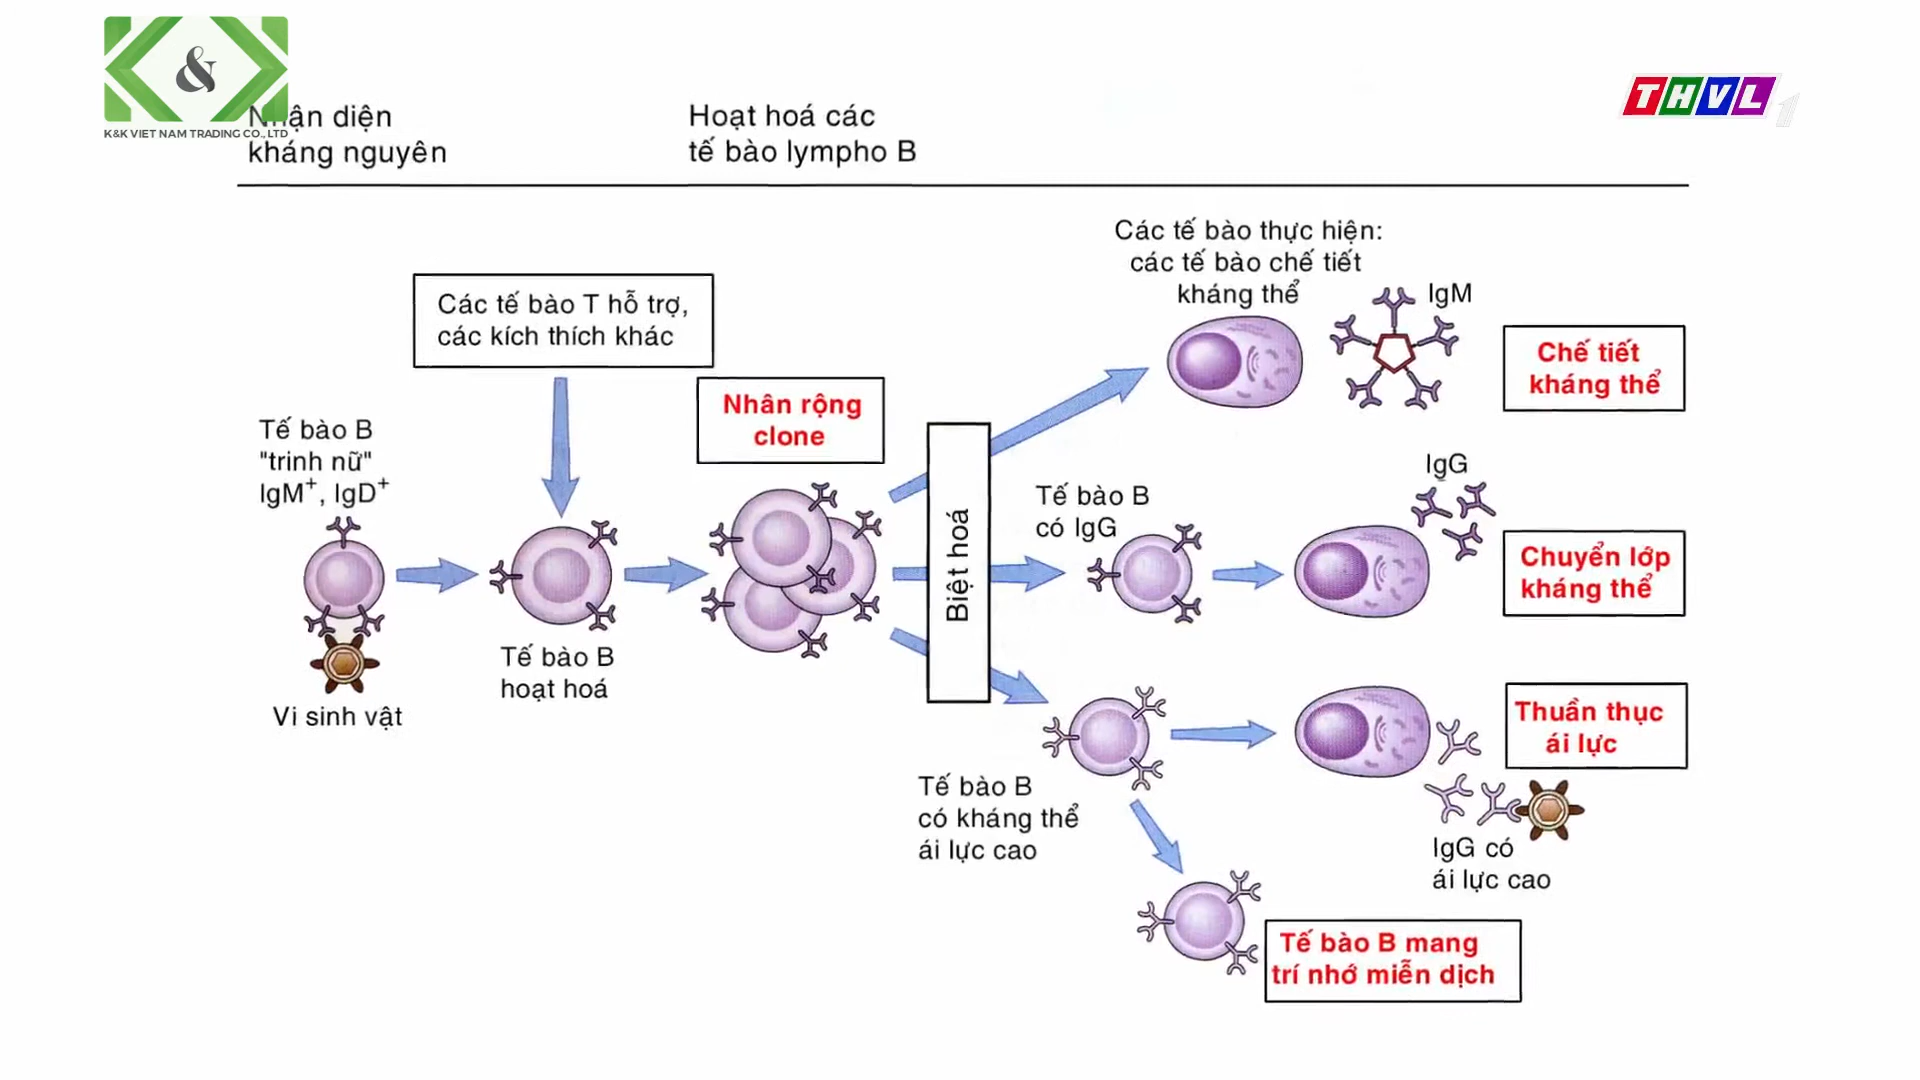 &
K&K VIET NAM TRADING CO., LTD
THVL 1
Nhận diện
kháng nguyên
Hoạt hoá các
tế bào lympho B
Các tế bào thực hiện:
các tế bào chế tiết
kháng thể
IgM
Các tế bào T hỗ trợ,
các kích thích khác
Chế tiết
kháng thể
Nhân rộng
clone
Tế bào B
"trinh nữ"
IgM+, IgD+
IgG
Tế bào B
có IgG
Biệt hoá
Chuyển lớp
kháng thể
Tế bào B
hoạt hoá
Vi sinh vật
Thuần thục
ái lực
Tế bào B
có kháng thể
ái lực cao
IgG có
ái lực cao
Tế bào B mang
trí nhớ miễn dịch